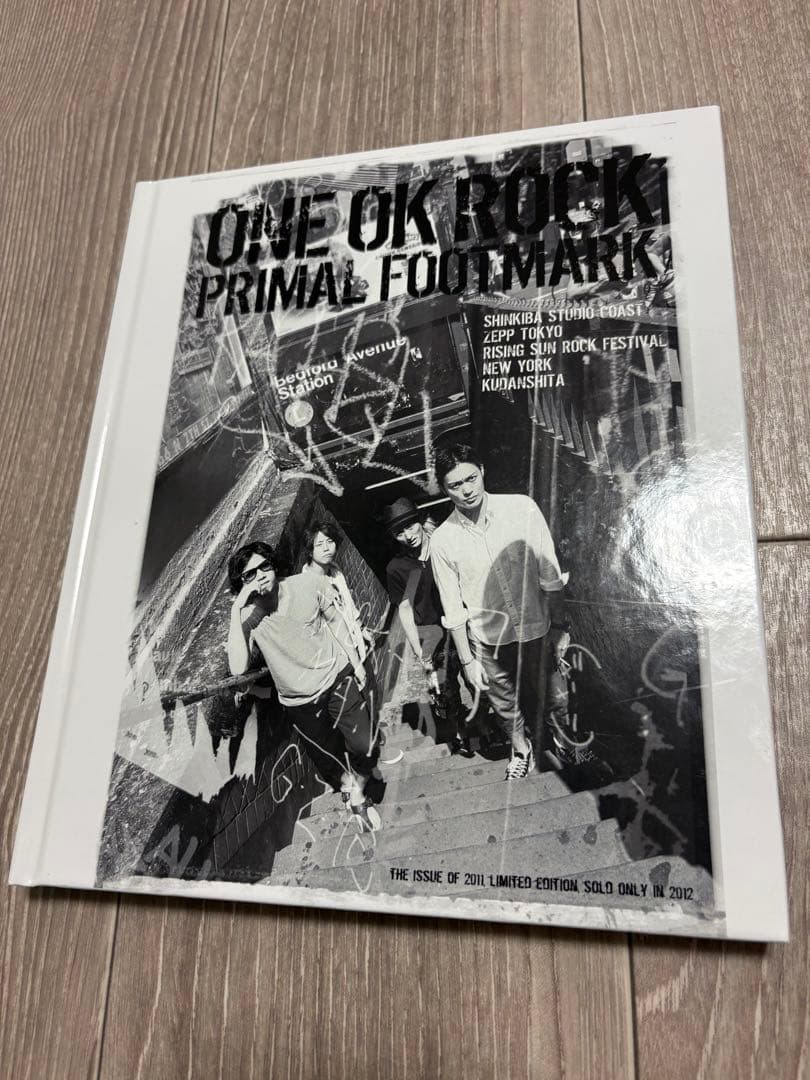 ONE OK ROCK
PRIMAL FOOTMARK
SHINKIBA STUDIO COAST
ZEPP TOKYO
RISING SUN ROCK FESTIVAL
NEW YORK
KUDANSHITA
Bedford Avenue
Station
L
THE ISSUE OF 2011, LIMITED EDITION, SOLD ONLY IN 2012